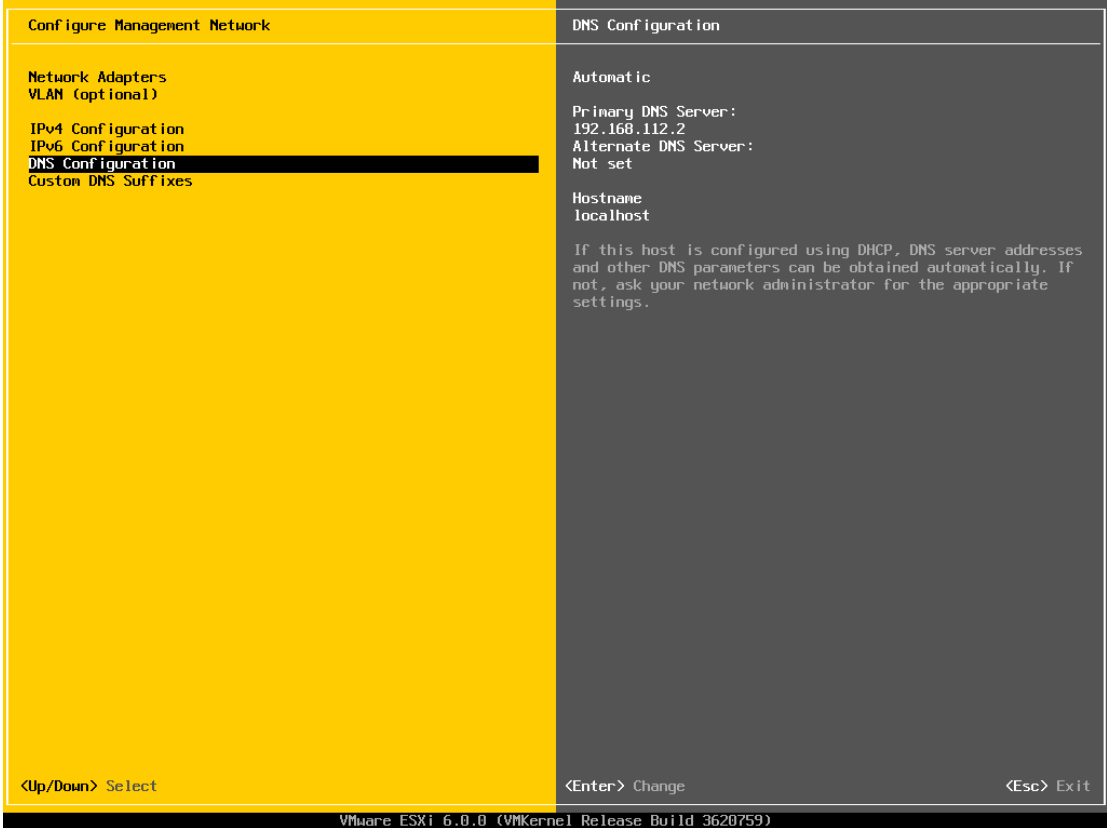 Configure Management Network
Network Adapters
VLAN (optional)
IPv4 Configuration
IPv6 Configuration
DNS Configuration
Custom DNS Suffixes
<Up/Down> Select
DNS Configuration
Automatic
Primary DNS Server:
192.168.112.2
Alternate DNS Server:
Not set
Hostname
localhost
If this host is configured using DHCP, DNS server addresses
and other DNS parameters can be obtained automatically. If
not, ask your network administrator for the appropriate
settings.
<Enter> Change
<Esc> Exit
VMware ESXi 6.0.0 (VMKernel Release Build 3620759)